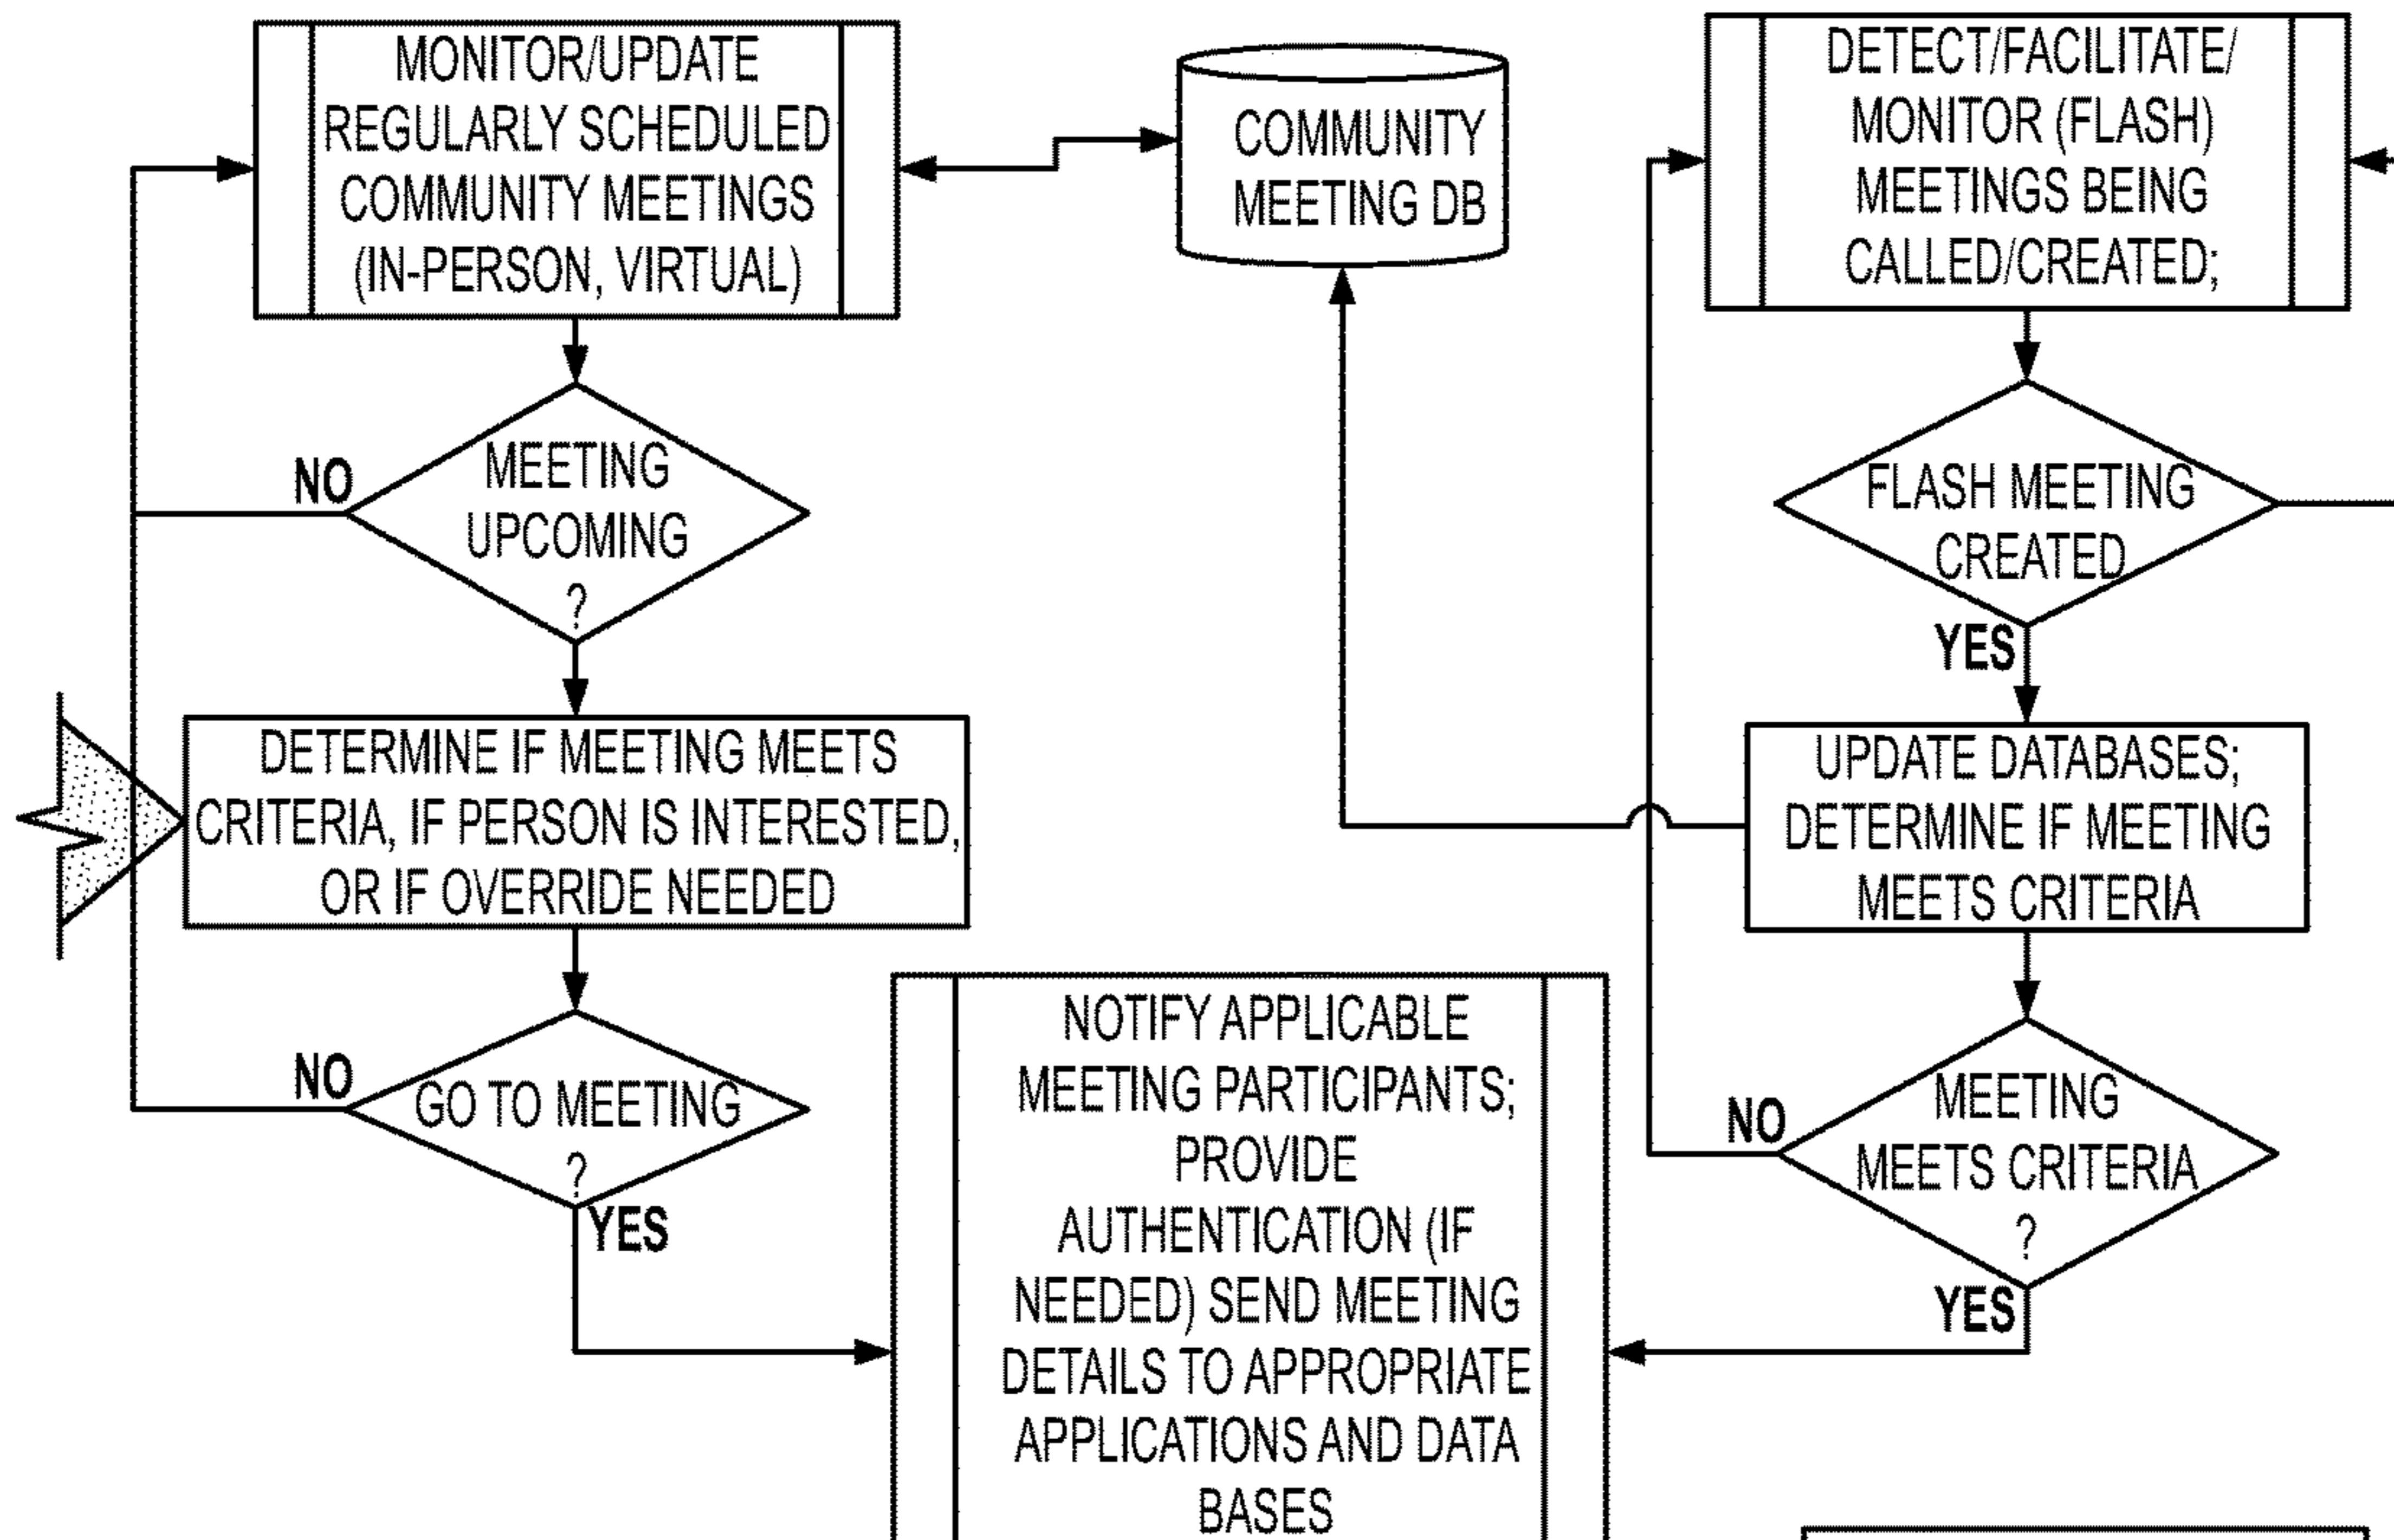 MONITOR/UPDATE
REGULARLY SCHEDULED
COMMUNITY MEETINGS
(IN-PERSON, VIRTUAL)
COMMUNITY
MEETING DB
DETECT/FACILITATE/
MONITOR (FLASH)
MEETINGS BEING
CALLED/CREATED;
NO
MEETING
UPCOMING
?
FLASH MEETING
CREATED
YES
DETERMINE IF MEETING MEETS
CRITERIA, IF PERSON IS INTERESTED,
OR IF OVERRIDE NEEDED
UPDATE DATABASES;
DETERMINE IF MEETING
MEETS CRITERIA
NO
GO TO MEETING
?
YES
NOTIFY APPLICABLE
MEETING PARTICIPANTS;
PROVIDE
AUTHENTICATION (IF
NEEDED) SEND MEETING
DETAILS TO APPROPRIATE
APPLICATIONS AND DATA
BASES
NO
MEETING
MEETS CRITERIA
?
YES